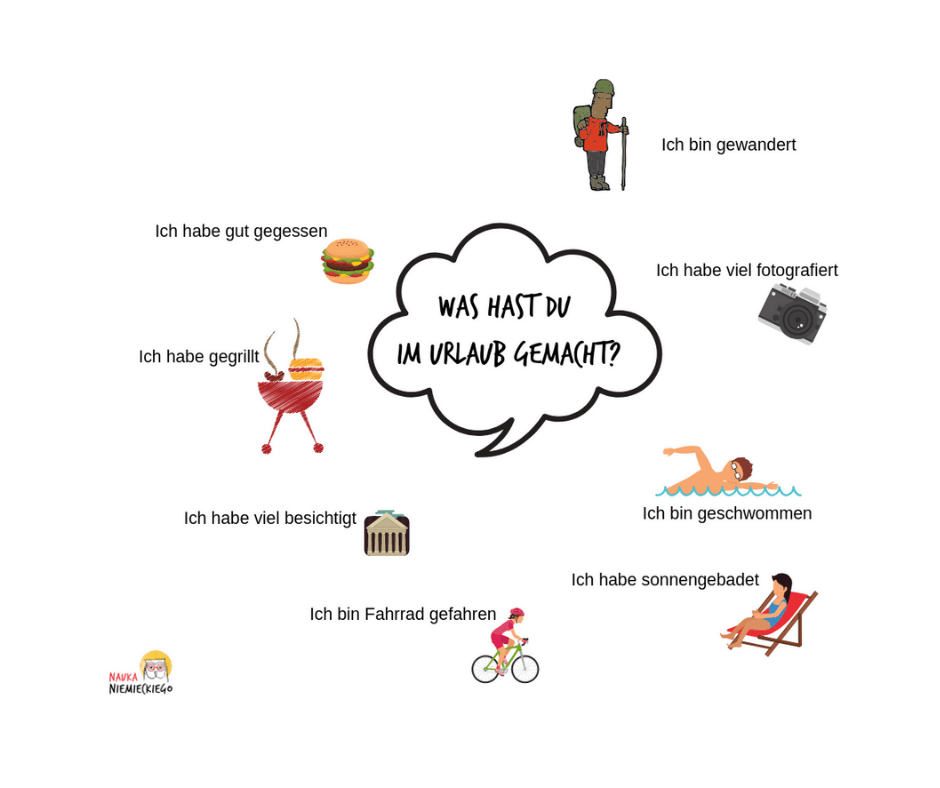 Ich bin gewandert
Ich habe gut gegessen
Ich habe viel fotografiert
WAS HAST DU
IM URLAUB GEMACHT?
Ich habe gegrillt
Ich bin geschwommen
Ich habe viel besichtigt
Ich habe sonnengebadet
Ich bin Fahrrad gefahren
NAUKA
NIEMIECKIEGO